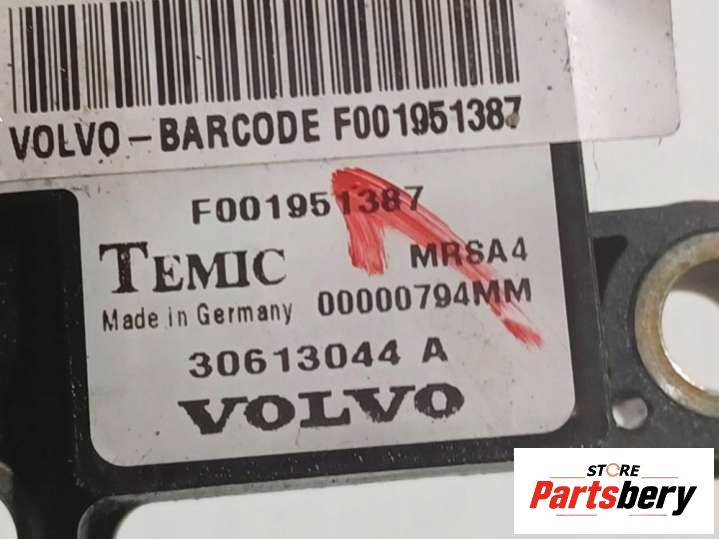 VOLVO-BARCODE F001951387
F001951387
TEMIC MRSA4
Made in Germany 00000794MM
30613044 A
VOLVO
STORE
Partsbery